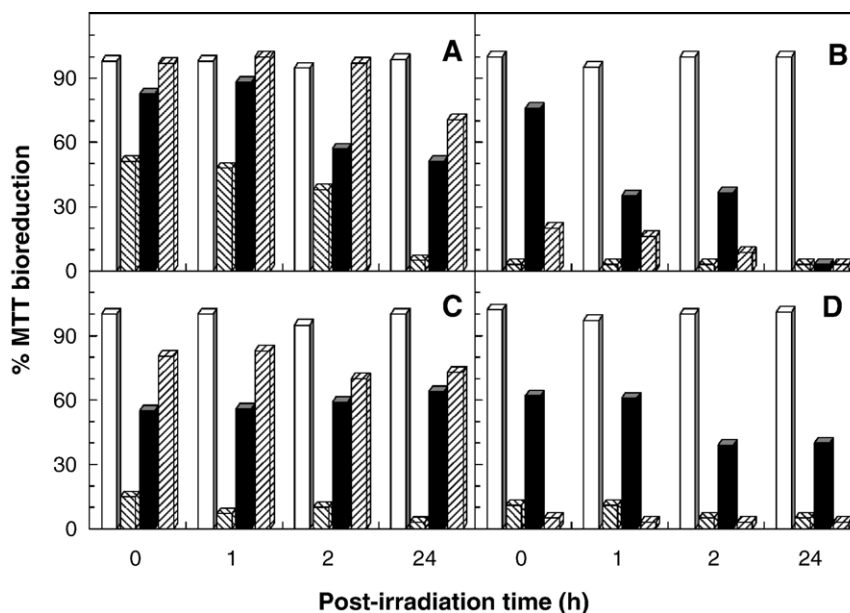 A
B
90
60
30
0
% MTT bioreduction
C
D
90
60
30
0
0 1 2 24 0 1 2 24
Post-irradiation time (h)